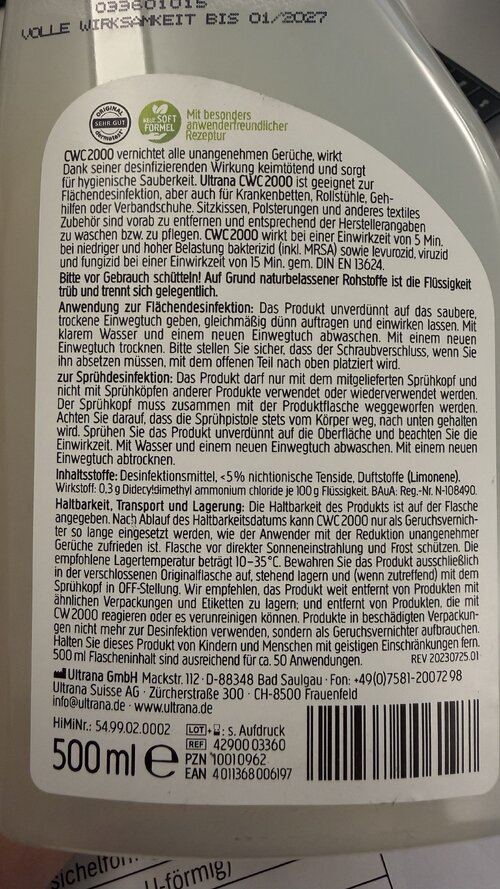 033601015
VOLLE WIRKSAMKEIT BIS 01/2027
ORIGINAL
SEHR GUT
dermatest®
NEUE SOFT
FORMEL
Mit besonders
anwenderfreundlicher
Rezeptur
CWC2000 vernichtet alle unangenehmen Gerüche, wirkt
Dank seiner desinfizierenden Wirkung keimtötend und sorgt
für hygienische Sauberkeit. Ultrana CWC2000 ist geeignet zur
Flächendesinfektion, aber auch für Krankenbetten, Rollstühle, Geh-
hilfen oder Verbandschuhe. Sitzkissen, Polsterungen und anderes textiles
Zubehör sind vorab zu entfernen und entsprechend der Herstellerangaben
zu waschen bzw. zu pflegen. CWC2000 wirkt bei einer Einwirkzeit von 5 Min.
bei niedriger und hoher Belastung bakterizid (inkl. MRSA) sowie levurozid, viruzid
und fungizid bei einer Einwirkzeit von 15 Min. gem. DIN EN 13624.
Bitte vor Gebrauch schütteln! Auf Grund naturbelassener Rohstoffe ist die Flüssigkeit
trüb und trennt sich gelegentlich.
Anwendung zur Flächendesinfektion: Das Produkt unverdünnt auf das saubere,
trockene Einwegtuch geben, gleichmäßig dünn auftragen und einwirken lassen. Mit
klarem Wasser und einem neuen Einwegtuch abwaschen. Mit einem neuen
Einwegtuch trocknen. Bitte stellen Sie sicher, dass der Schraubverschluss, wenn Sie
ihn absetzen müssen, mit dem offenen Teil nach oben platziert wird.
zur Sprühdesinfektion: Das Produkt darf nur mit dem mitgelieferten Sprühkopf und
nicht mit Sprühköpfen anderer Produkte verwendet oder wiederverwendet werden.
Der Sprühkopf muss zusammen mit der Produktflasche weggeworfen werden.
Achten Sie darauf, dass die Sprühpistole stets vom Körper weg, nach unten gehalten
wird. Sprühen Sie das Produkt unverdünnt auf die Oberfläche und beachten Sie die
Einwirkzeit. Mit Wasser und einem neuen Einwegtuch abwaschen. Mit einem neuen
Einwegtuch abtrocknen.
Inhaltsstoffe: Desinfektionsmittel, <5% nichtionische Tenside, Duftstoffe (Limonene).
Wirkstoff: 0,3 g Didecyldimethyl ammonium chloride je 100 g Flüssigkeit. BAuA: Reg.-Nr. N-108490.
Haltbarkeit, Transport und Lagerung: Die Haltbarkeit des Produkts ist auf der Flasche
angegeben. Nach Ablauf des Haltbarkeitsdatums kann CWC2000 nur als Geruchsvernich-
ter so lange eingesetzt werden, wie der Anwender mit der Reduktion unangenehmer
Gerüche zufrieden ist. Flasche vor direkter Sonneneinstrahlung und Frost schützen. Die
empfohlene Lagertemperatur beträgt 10–35°C. Bewahren Sie das Produkt ausschließlich
in der verschlossenen Originalflasche auf, stehend lagern und (wenn zutreffend) mit dem
Sprühkopf in OFF-Stellung. Wir empfehlen, das Produkt weit entfernt von Produkten mit
ähnlichen Verpackungen und Etiketten zu lagern; und entfernt von Produkten, die mit
CW2000 reagieren oder es verunreinigen können. Produkte in beschädigten Verpackun-
gen nicht mehr zur Desinfektion verwenden, sondern als Geruchsvernichter aufbrauchen.
Halten Sie dieses Produkt von Kindern und Menschen mit geistigen Einschränkungen fern.
500 ml Flascheninhalt sind ausreichend für ca. 50 Anwendungen. REV 20230725.01
Ultrana GmbH Mackstr. 112 · D-88348 Bad Saulgau · Fon: +49(0)7581-2007298
Ultrana Suisse AG · Zürcherstraße 300 · CH-8500 Frauenfeld
info@ultrana.de · www.ultrana.de
HiMiNr.: 54.99.02.0002
LOT + : s. Aufdruck
REF 4290003360
PZN 10010962
EAN 4011368006197
500 ml e
sichelför
ll-förmig)